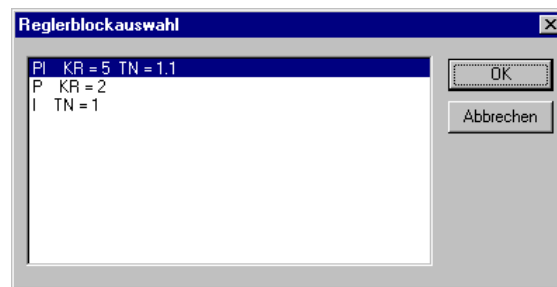 Reglerblockauswahl
PI KR = 5 TN = 1.1
P KR = 2
I TN = 1
OK
Abbrechen